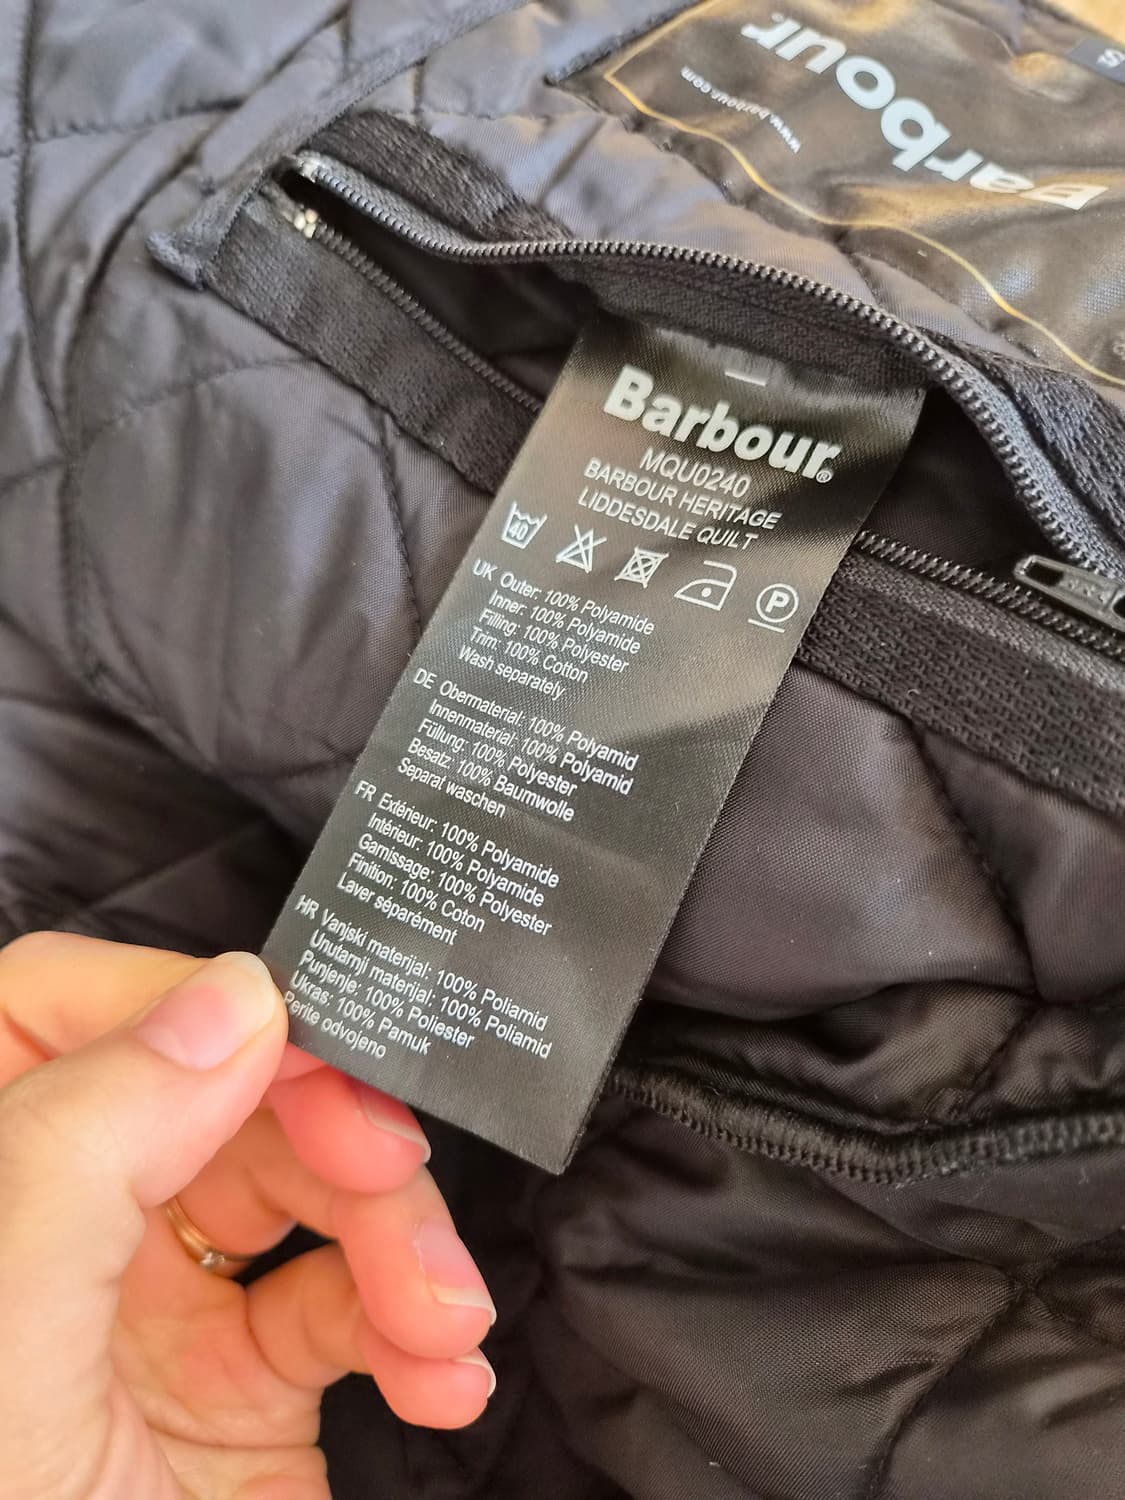 Barbour
www.barbour.com
S
Barbour®
MQU0240
BARBOUR HERITAGE
LIDDESDALE QUILT
40
P
UK Outer: 100% Polyamide
Inner: 100% Polyamide
Filling: 100% Polyester
Trim: 100% Cotton
Wash separately
DE Obermaterial: 100% Polyamid
Innenmaterial: 100% Polyamid
Füllung: 100% Polyester
Besatz: 100% Baumwolle
Separat waschen
FR Extérieur: 100% Polyamide
Intérieur: 100% Polyamide
Garnissage: 100% Polyester
Finition: 100% Coton
Laver séparément
HR Vanjski materijal: 100% Poliamid
Unutarnji materijal: 100% Poliamid
Punjenje: 100% Poliester
Ukras: 100% Pamuk
Perite odvojeno